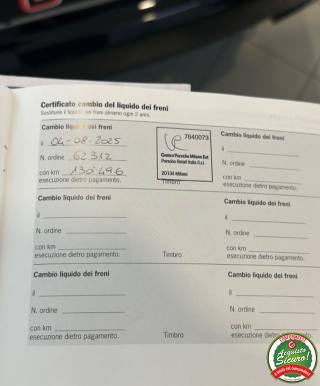 Certificato cambio del liquido dei freni
Sostituire il liquido dei freni almeno ogni 2 anni.
Cambio liquido dei freni
il 04-08-2025
N. ordine 62312
con km 130496
esecuzione dietro pagamento.
7640073
Centro Porsche Milano Est
Porsche Retail Italia S.r.l.
20134 Milano
Timbro
Cambio liquido dei freni
il
N. ordine
con km
esecuzione dietro pagamento.
Cambio liquido dei freni
il
N. ordine
con km
esecuzione dietro pagamento.
Timbro
Cambio liquido dei freni
il
N. ordine
con km
esecuzione dietro pagamento.
Cambio liquido dei freni
il
N. ordine
con km
esecuzione dietro pagamento.
Timbro
Cambio liquido dei freni
il
N. ordine
con km
esecuzione dietro
Acquisto
Sicuro!